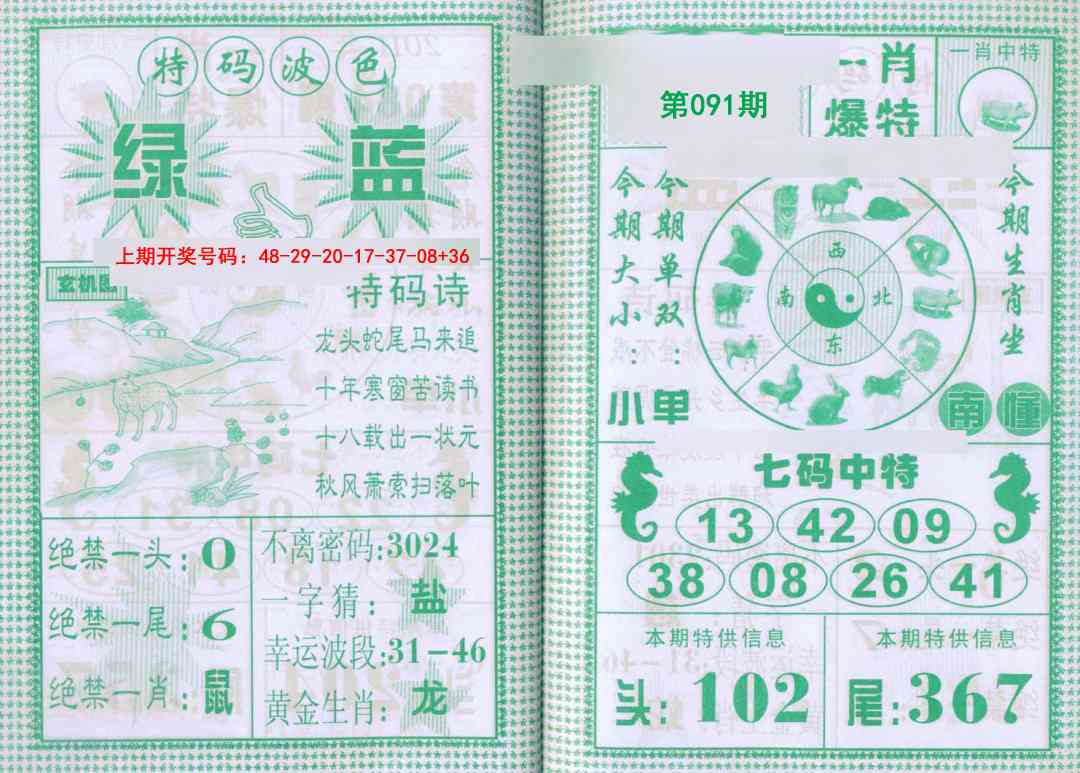 特码波色
绿 蓝
上期开奖号码：48-29-20-17-37-08+36
玄机图
特码诗
龙头蛇尾马来追
十年寒窗苦读书
十八载出一状元
秋风萧索扫落叶
绝禁一头：0
绝禁一尾：6
绝禁一肖：鼠
不离密码:3024
一字猜：盐
幸运波段:31-46
黄金生肖：龙
第091期
一肖
爆特
一肖中特
今期大小：小
今期单双：单
西
南 北
东
今期生肖坐
南 懂
七码中特
13 42 09
38 08 26 41
本期特供信息
头：102
本期特供信息
尾：367